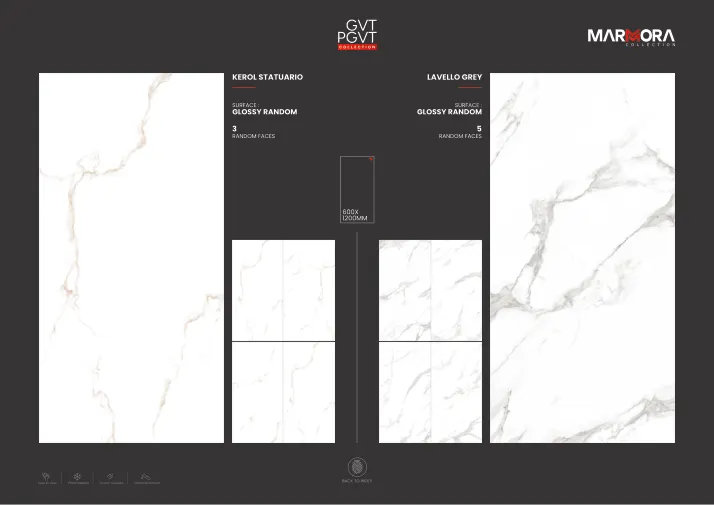 GVT
PGVT
COLLECTION
MARMORA
COLLECTION
KEROL STATUARIO
SURFACE :
GLOSSY RANDOM
3
RANDOM FACES
LAVELLO GREY
SURFACE :
GLOSSY RANDOM
5
RANDOM FACES
600X
1200MM
BACK TO INDEX